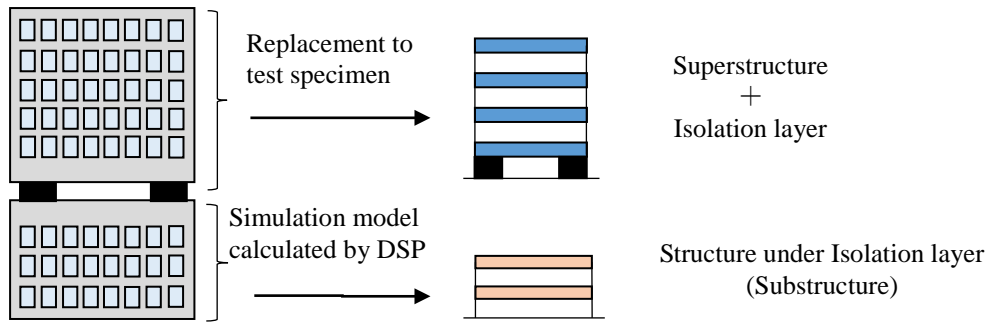 Replacement to
test specimen
Superstructure
+
Isolation layer
Simulation model
calculated by DSP
Structure under Isolation layer
(Substructure)